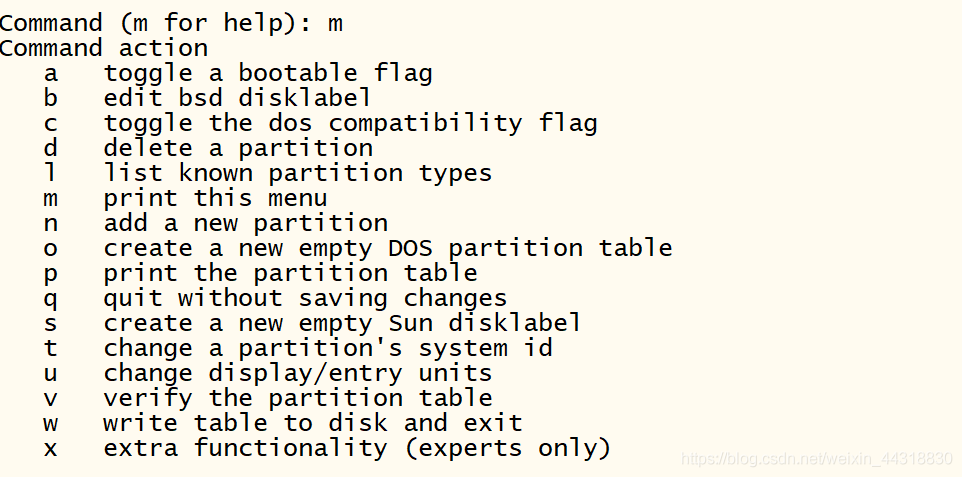 Command (m for help): m
Command action
   a   toggle a bootable flag
   b   edit bsd disklabel
   c   toggle the dos compatibility flag
   d   delete a partition
   l   list known partition types
   m   print this menu
   n   add a new partition
   o   create a new empty DOS partition table
   p   print the partition table
   q   quit without saving changes
   s   create a new empty Sun disklabel
   t   change a partition's system id
   u   change display/entry units
   v   verify the partition table
   w   write table to disk and exit
   x   extra functionality (experts only)
https://blog.csdn.net/weixin_44318830